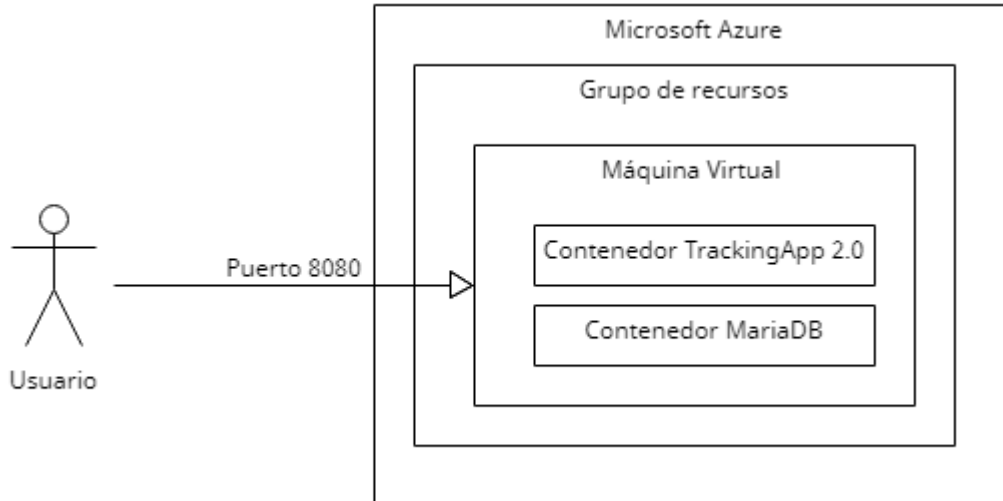 Microsoft Azure
Grupo de recursos
Máquina Virtual
Contenedor TrackingApp 2.0
Puerto 8080
Contenedor MariaDB
Usuario